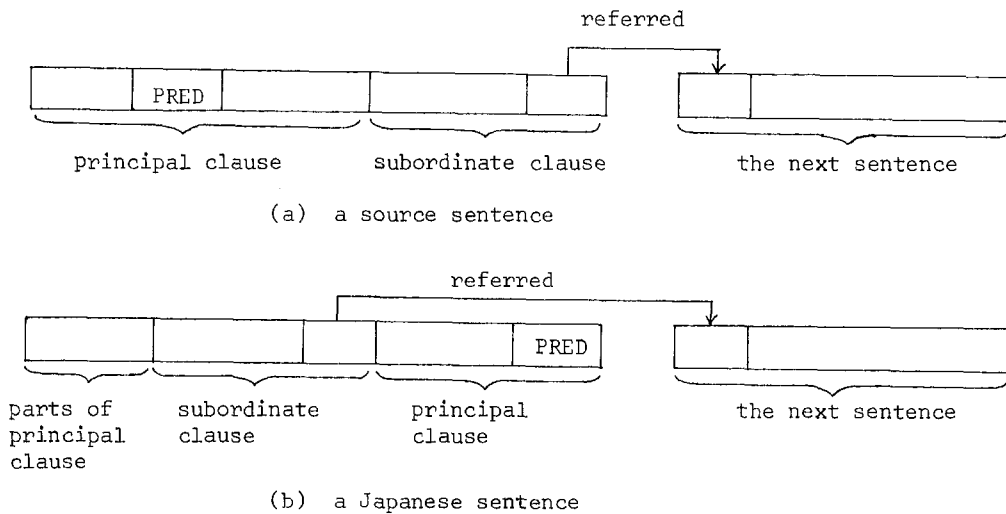 referred
PRED
principal clause subordinate clause the next sentence
(a) a source sentence
referred
PRED
parts of principal clause
subordinate clause
principal clause
the next sentence
(b) a Japanese sentence